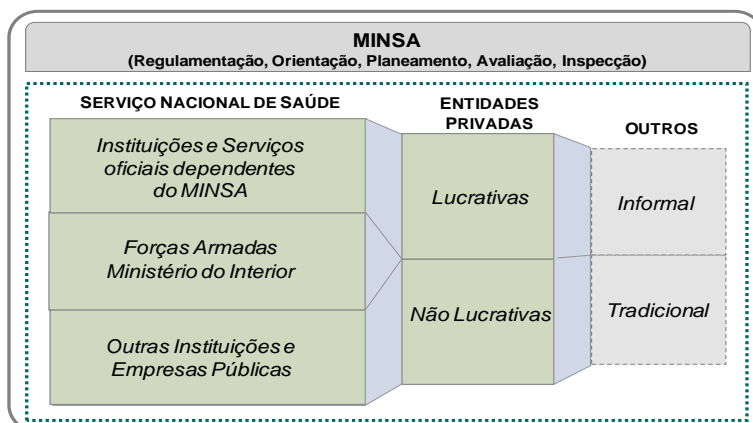 MINSA
(Regulamentação, Orientação, Planeamento, Avaliação, Inspecção)
SERVIÇO NACIONAL DE SAÚDE
Instituições e Serviços
oficiais dependentes
do MINSA
Forças Armadas
Ministério do Interior
Outras Instituições e
Empresas Públicas
ENTIDADES
PRIVADAS
Lucrativas
Não Lucrativas
OUTROS
Informal
Tradicional